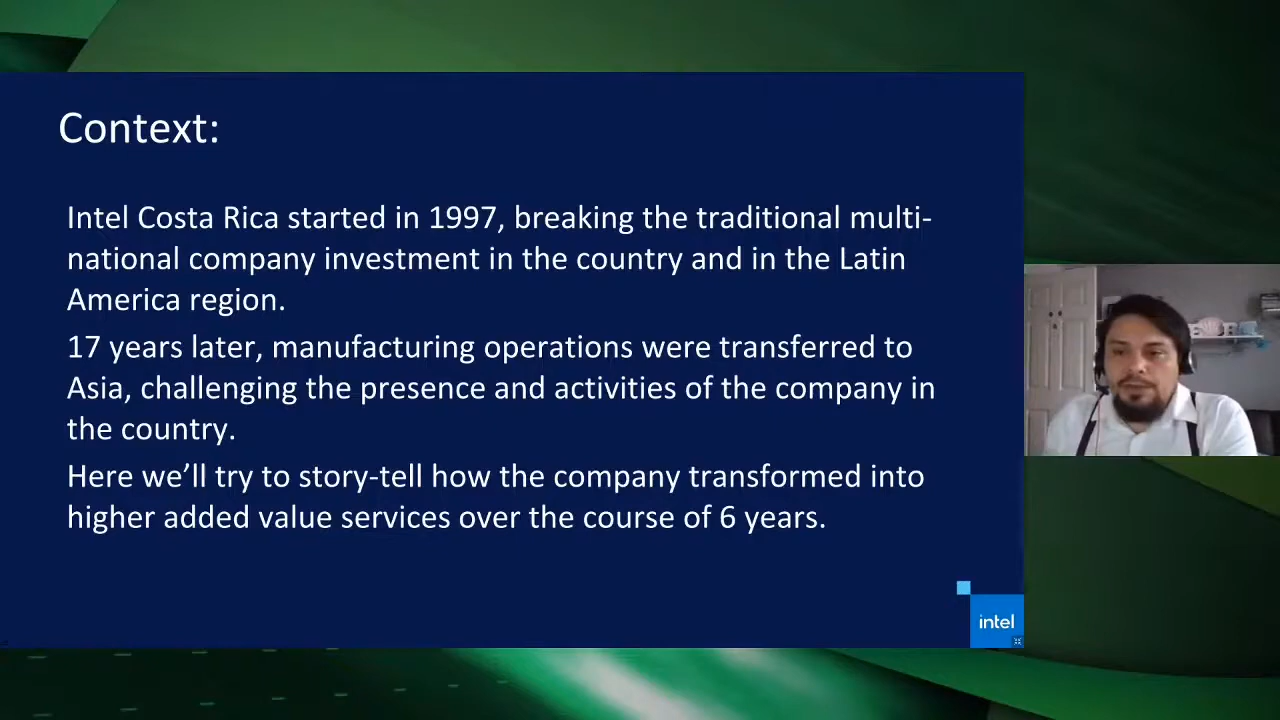 Context:
Intel Costa Rica started in 1997, breaking the traditional multi-
national company investment in the country and in the Latin
America region.
17 years later, manufacturing operations were transferred to
Asia, challenging the presence and activities of the company in
the country.
Here we’ll try to story-tell how the company transformed into
higher added value services over the course of 6 years.
intel